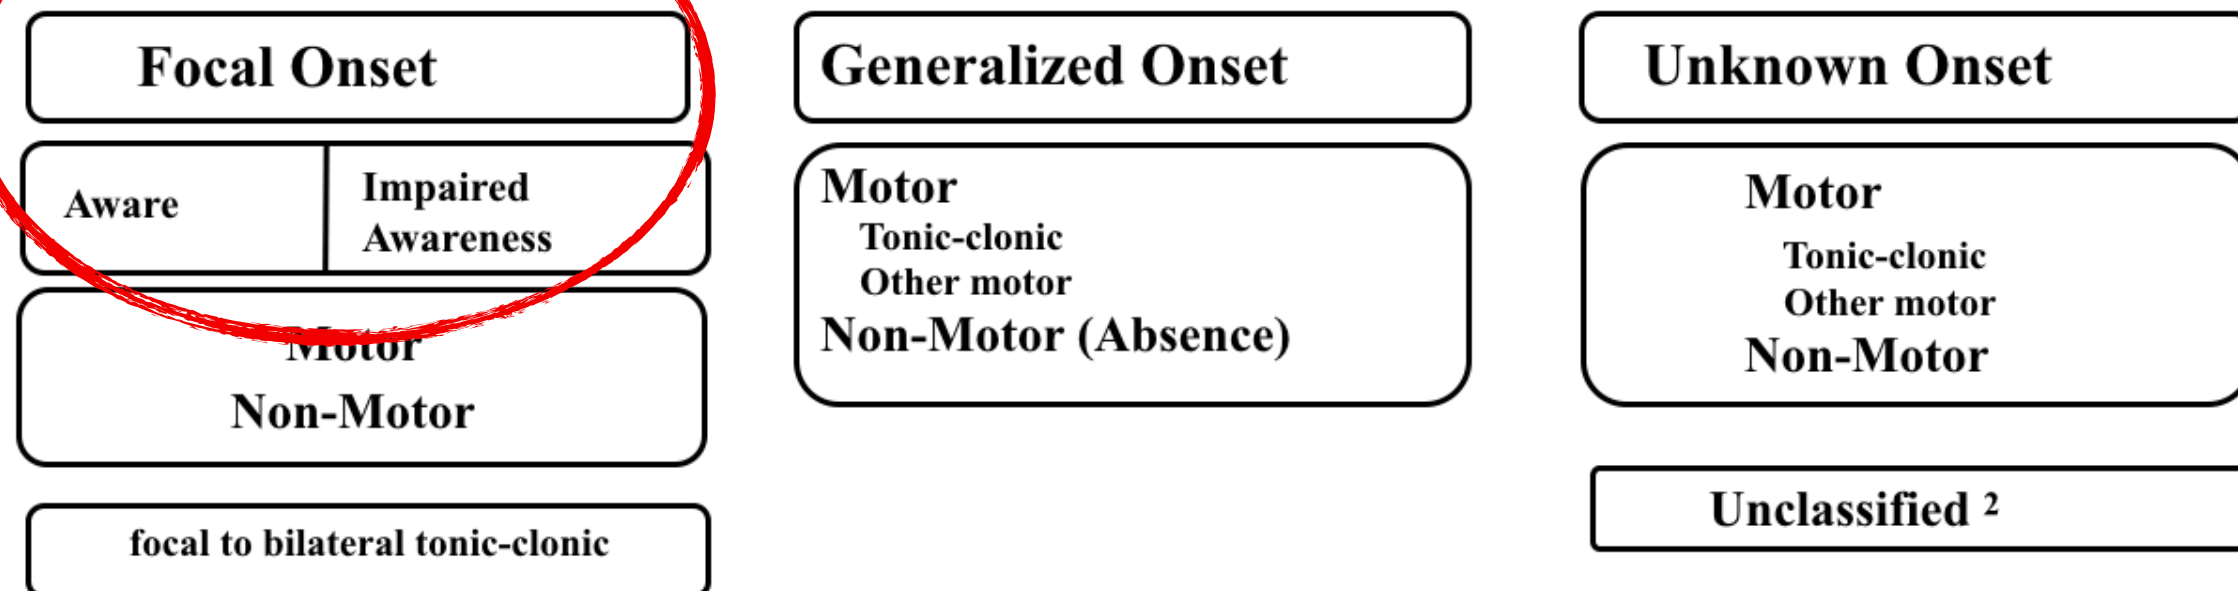 Focal Onset
Aware
Impaired
Awareness
Motor
Non-Motor
focal to bilateral tonic-clonic
Generalized Onset
Motor
Tonic-clonic
Other motor
Non-Motor (Absence)
Unknown Onset
Motor
Tonic-clonic
Other motor
Non-Motor
Unclassified ²